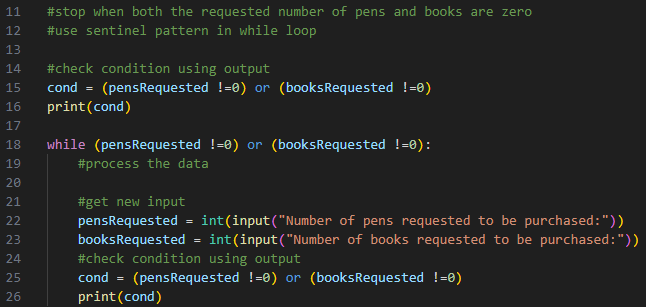 11 #stop when both the requested number of pens and books are zero
12 #use sentinel pattern in while loop
13
14 #check condition using output
15 cond = (pensRequested !=0) or (booksRequested !=0)
16 print(cond)
17
18 while (pensRequested !=0) or (booksRequested !=0):
19     #process the data
20
21     #get new input
22     pensRequested = int(input("Number of pens requested to be purchased:"))
23     booksRequested = int(input("Number of books requested to be purchased:"))
24     #check condition using output
25     cond = (pensRequested !=0) or (booksRequested !=0)
26     print(cond)